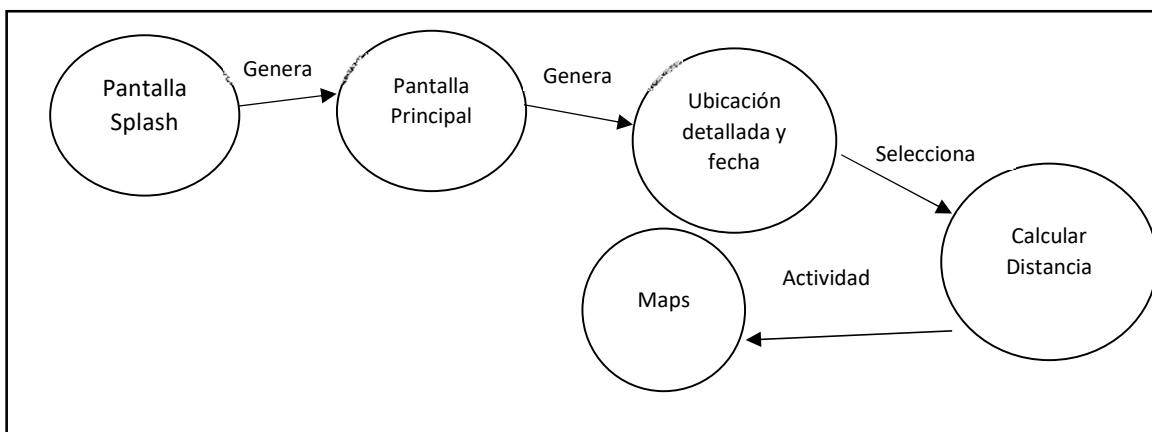 Pantalla
Splash
Genera
Pantalla
Principal
Genera
Ubicación
detallada y
fecha
Selecciona
Calcular
Distancia
Actividad
Maps